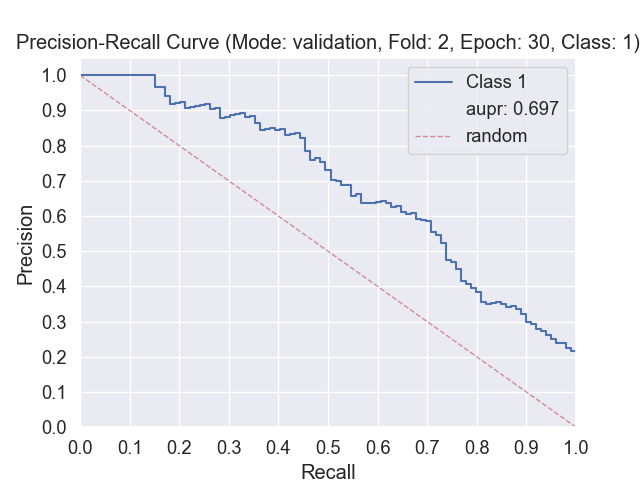 Precision-Recall Curve (Mode: validation, Fold: 2, Epoch: 30, Class: 1)
Class 1
aupr: 0.697
random
Precision
1.0
0.9
0.8
0.7
0.6
0.5
0.4
0.3
0.2
0.1
0.0
0.0 0.1 0.2 0.3 0.4 0.5 0.6 0.7 0.8 0.9 1.0
Recall